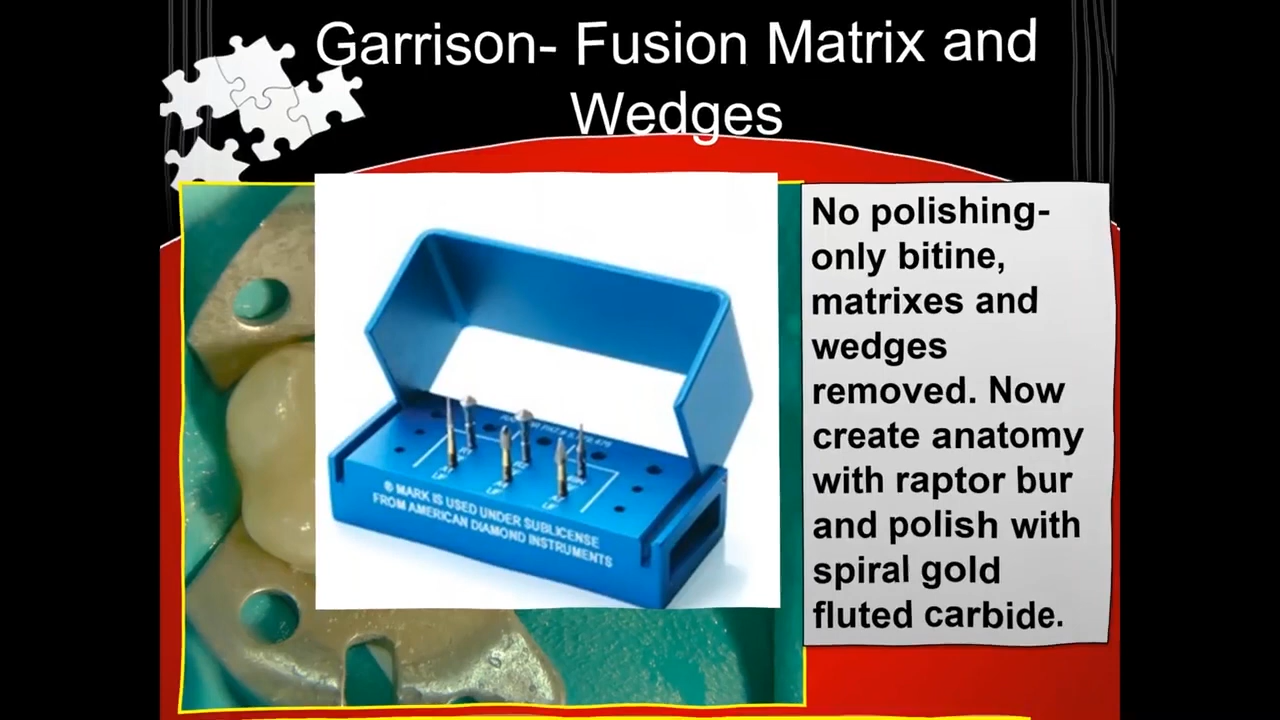 Garrison- Fusion Matrix and
Wedges
No polishing-
only bitine,
matrixes and
wedges
removed. Now
create anatomy
with raptor bur
and polish with
spiral gold
fluted carbide.
® MARK IS USED UNDER SUBLICENSE
FROM AMERICAN DIAMOND INSTRUMENTS